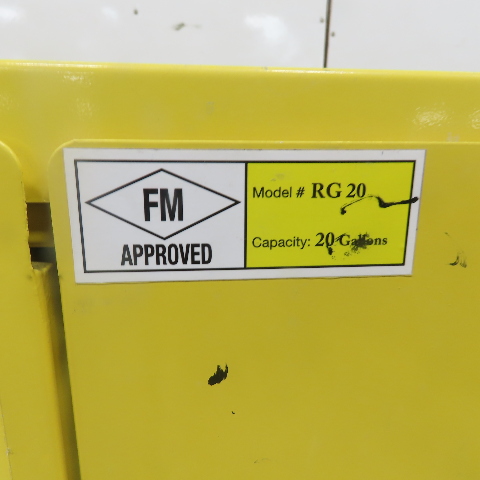 FM
APPROVED
Model # RG 20
Capacity: 20 Gallons